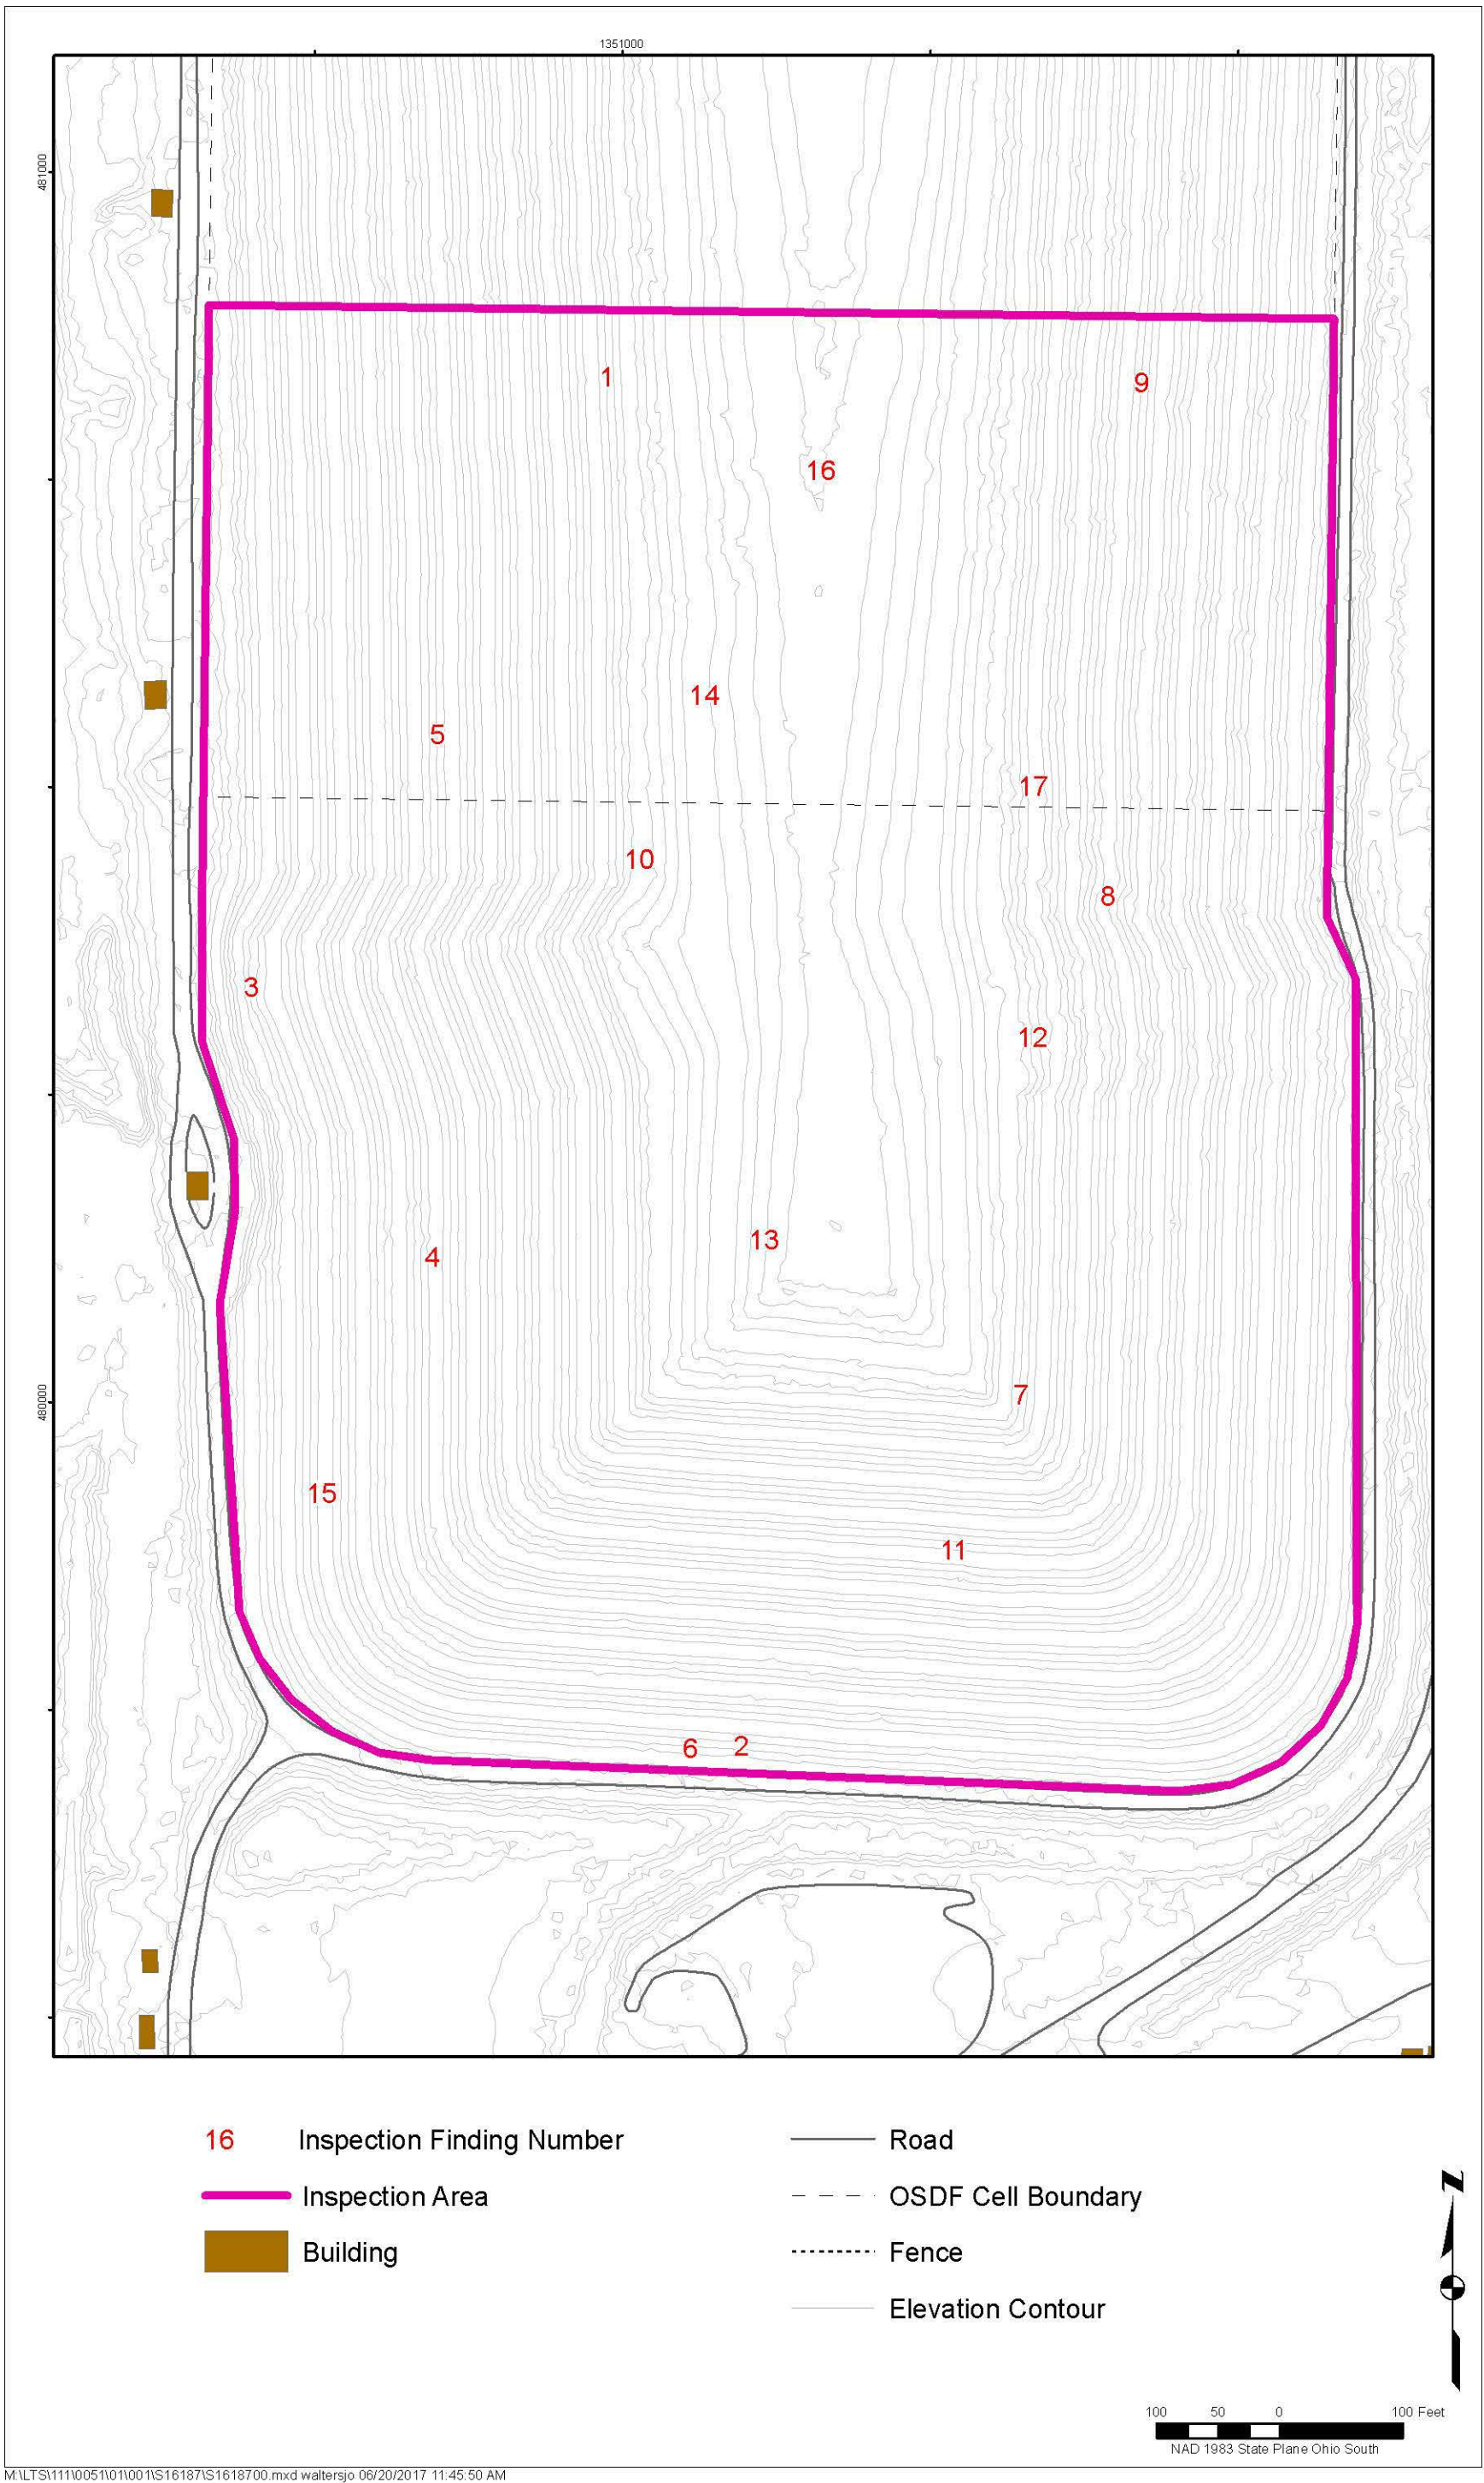 1351000
481000
1
9
16
14
5
17
10
8
3
12
13
4
7
480000
15
11
6 2
16 Inspection Finding Number
Road
Inspection Area
OSDF Cell Boundary
Building
Fence
Elevation Contour
N
100 50 0 100 Feet
NAD 1983 State Plane Ohio South
M:\LTS\111\0051\01\001\S16187\S1618700.mxd waltersjo 06/20/2017 11:45:50 AM